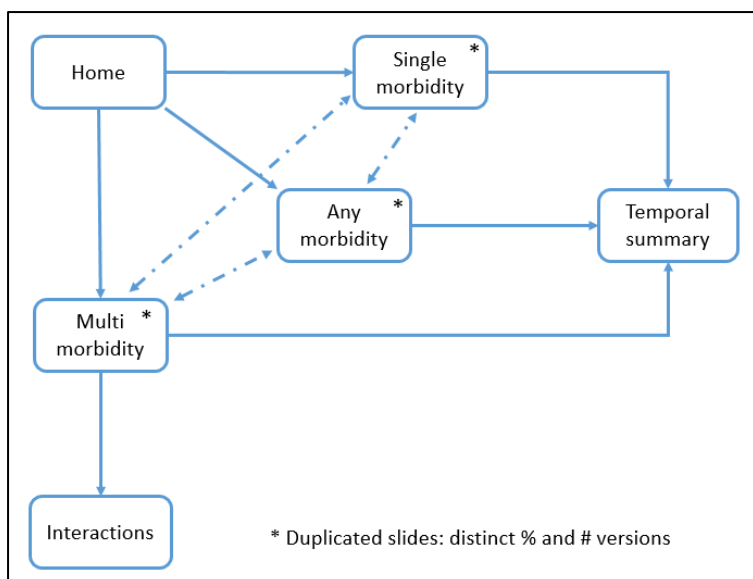 Home
Single *
morbidity
Any *
morbidity
Temporal
summary
Multi *
morbidity
Interactions
* Duplicated slides: distinct % and # versions